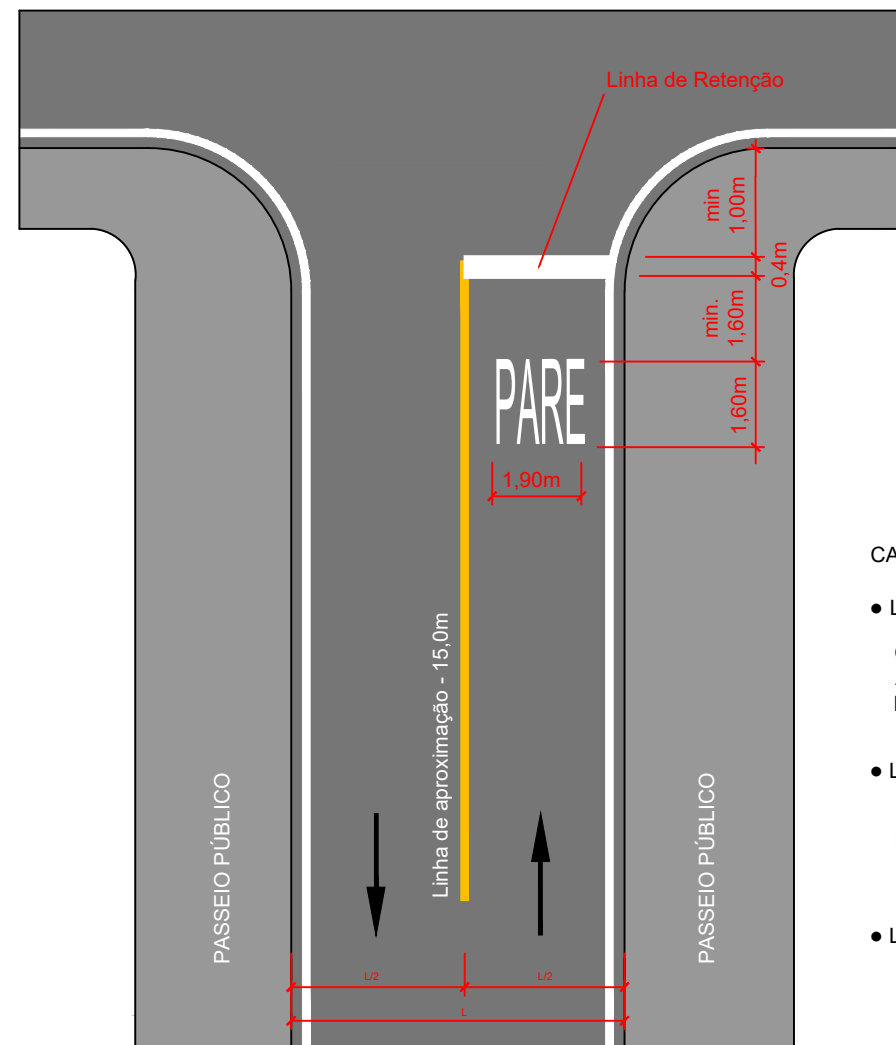 Linha de Retenção
min
1,00m
0,4m
min.
1,60m
1,60m
PARE
1,90m
CA
● L
● L
● L
Linha de aproximação - 15,0m
PASSEIO PÚBLICO
PASSEIO PÚBLICO
L/2
L/2
L